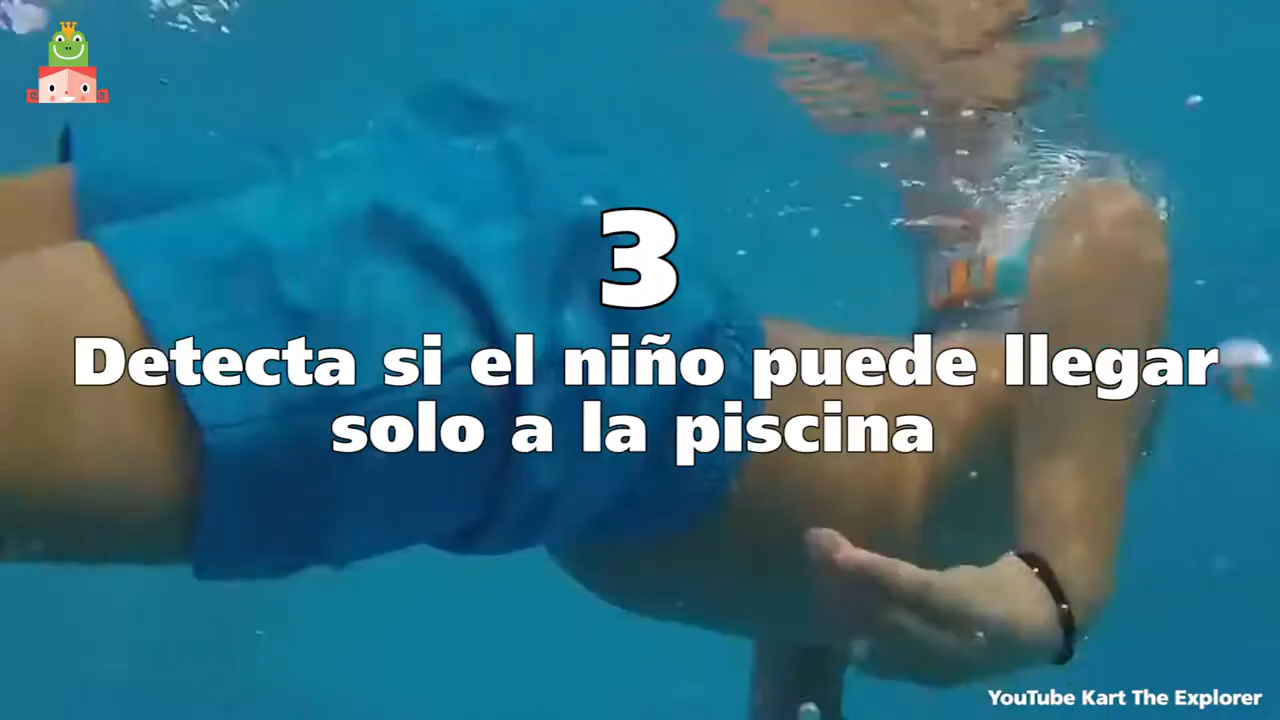 3
Detecta si el niño puede llegar
solo a la piscina
YouTube Kart The Explorer